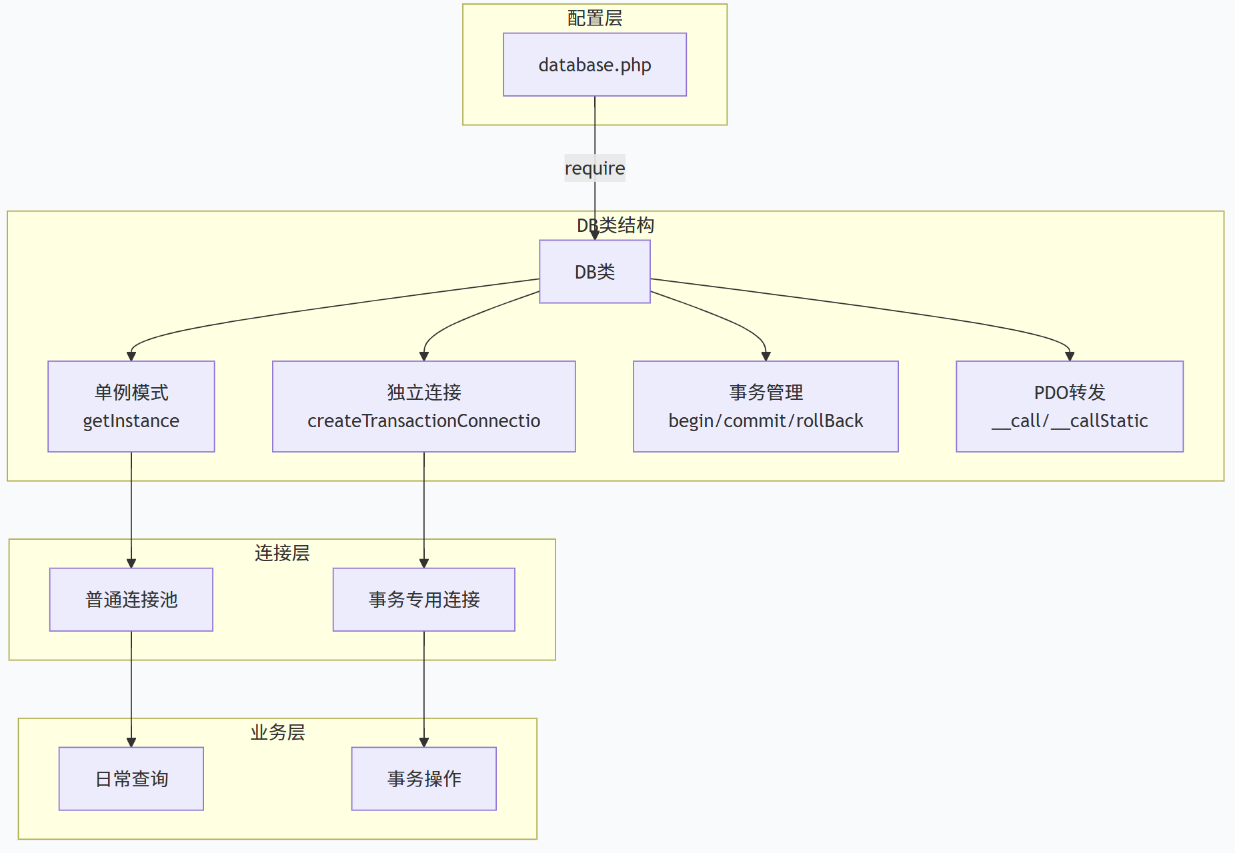 配置层
database.php
require
DB类结构
DB类
单例模式
getInstance
独立连接
createTransactionConnectio
事务管理
begin/commit/rollBack
PDO转发
__call/__callStatic
连接层
普通连接池
事务专用连接
业务层
日常查询
事务操作